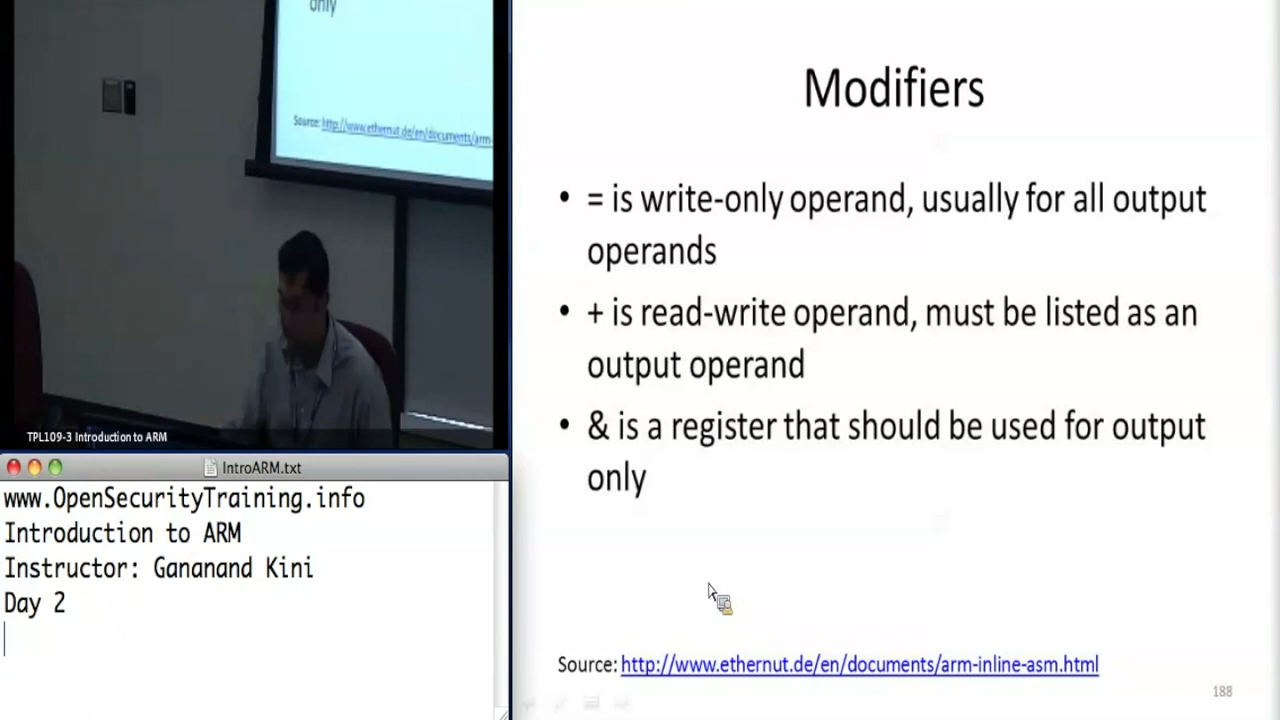 only
Source: http://www.ethernut.de/en/documents/arm-
TPL109-3 Introduction to ARM
IntroARM.txt
www.OpenSecurityTraining.info
Introduction to ARM
Instructor: Gananand Kini
Day 2
Modifiers
• = is write-only operand, usually for all output
operands
• + is read-write operand, must be listed as an
output operand
• & is a register that should be used for output
only
Source: http://www.ethernut.de/en/documents/arm-inline-asm.html
188